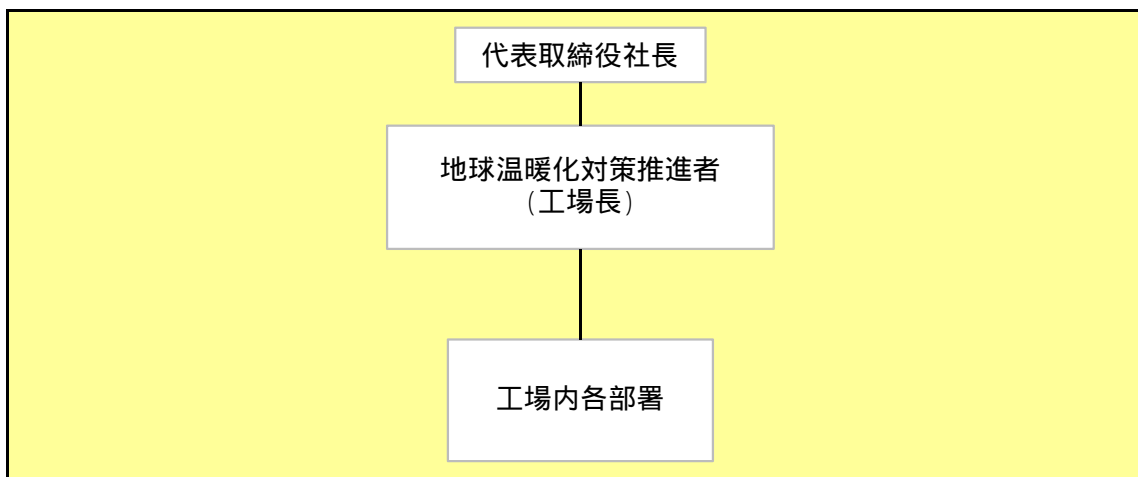 代表取締役社長
地球温暖化対策推進者
(工場長)
工場内各部署